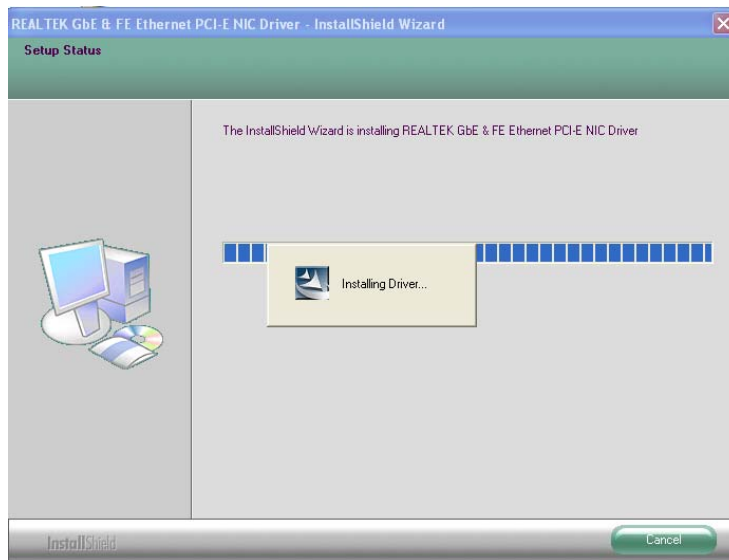 REALTEK GbE & FE Ethernet PCI-E NIC Driver - InstallShield Wizard
Setup Status
The InstallShield Wizard is installing REALTEK GbE & FE Ethernet PCI-E NIC Driver
Installing Driver...
InstallShield
Cancel